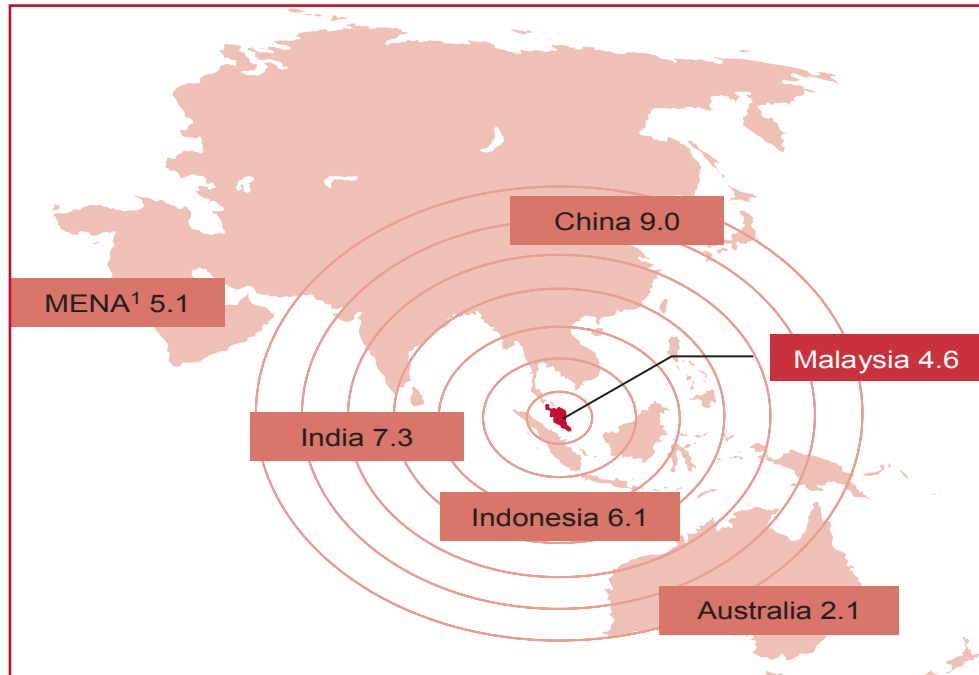 China 9.0
MENA¹ 5.1
Malaysia 4.6
India 7.3
Indonesia 6.1
Australia 2.1